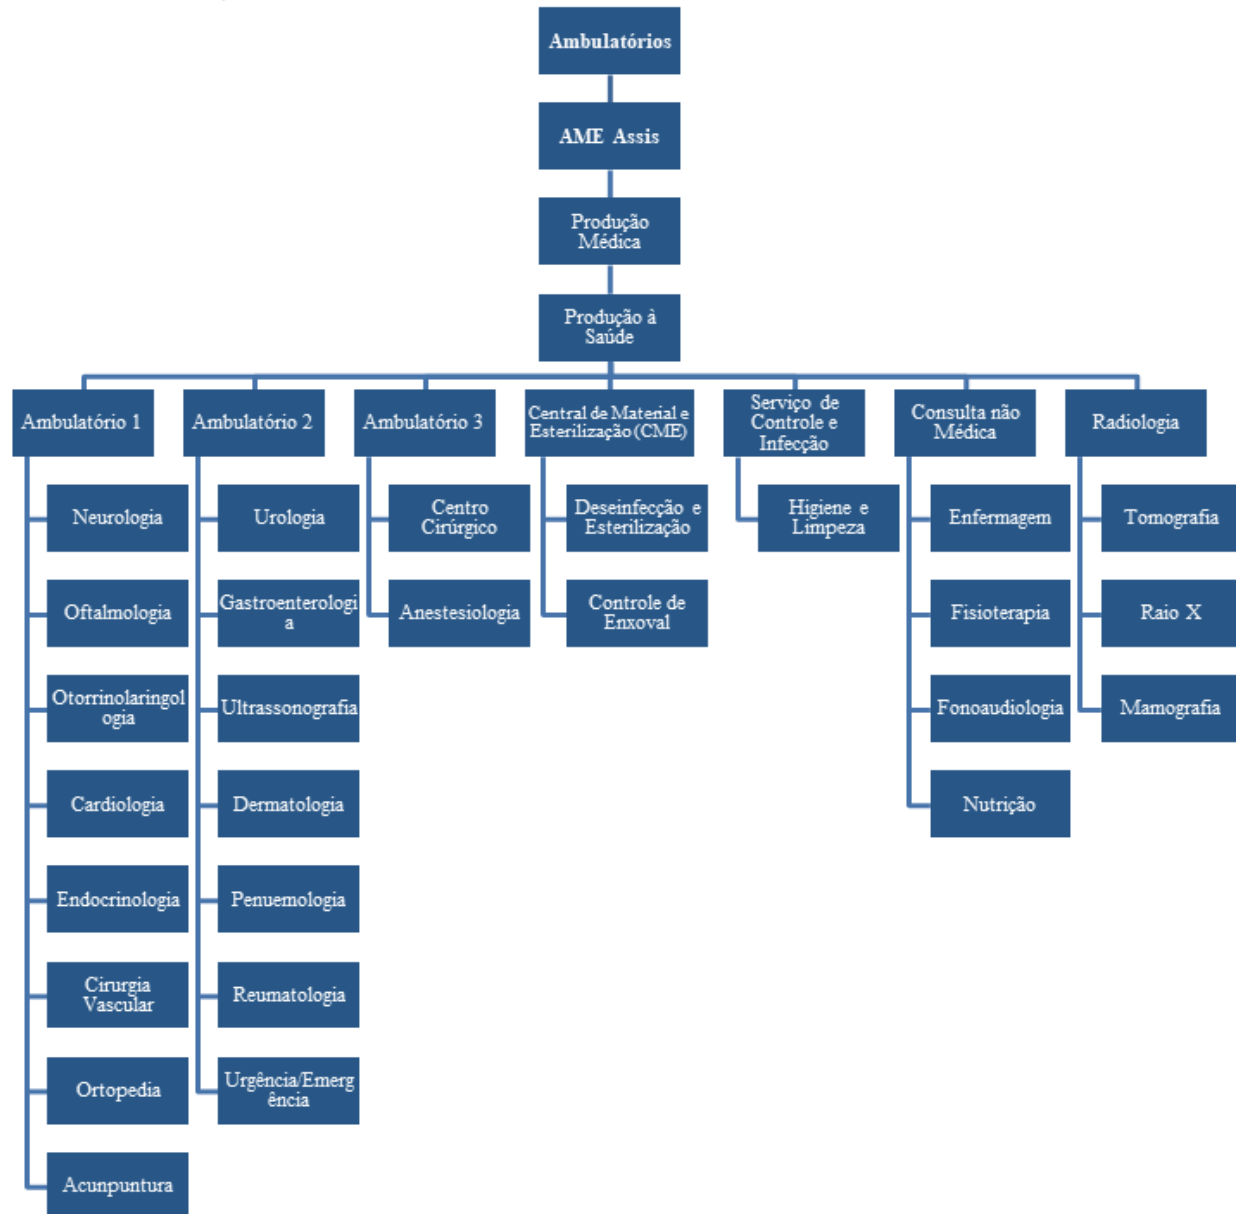 Ambulatórios
AME Assis
Produção
Médica
Produção à
Saúde
Ambulatório 1
Neurologia
Oftalmologia
Otorrinolaringol
ogia
Cardiologia
Endocrinologia
Cirurgia
Vascular
Ortopedia
Acunpuntura
Ambulatório 2
Urologia
Gastroenterologi
a
Ultrassonografia
Dermatologia
Penuemologia
Reumatologia
Urgência/Emerg
ência
Ambulatório 3
Centro
Cirúrgico
Anestesiologia
Central de Material e
Esterilização (CME)
Deseinfecção e
Esterilização
Controle de
Enxoval
Serviço de
Controle e
Infecção
Higiene e
Limpeza
Consulta não
Médica
Enfermagem
Fisioterapia
Fonoaudiologia
Nutrição
Radiologia
Tomografia
Raio X
Mamografia